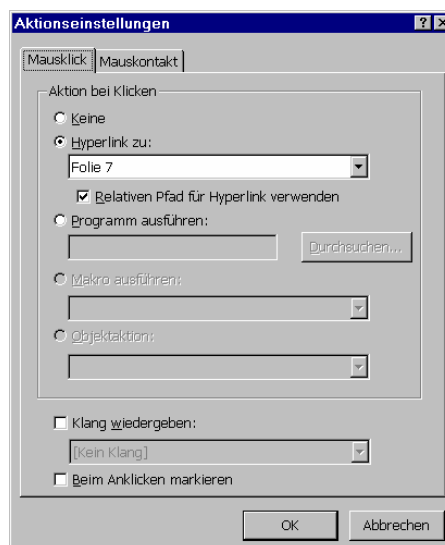 Aktionseinstellungen
Mausklick Mauskontakt
Aktion bei Klicken
Keine
Hyperlink zu:
Folie 7
Relativen Pfad für Hyperlink verwenden
Programm ausführen:
Durchsuchen...
Makro ausführen:
Objektaktion:
Klang wiedergeben:
[Kein Klang]
Beim Anklicken markieren
OK Abbrechen